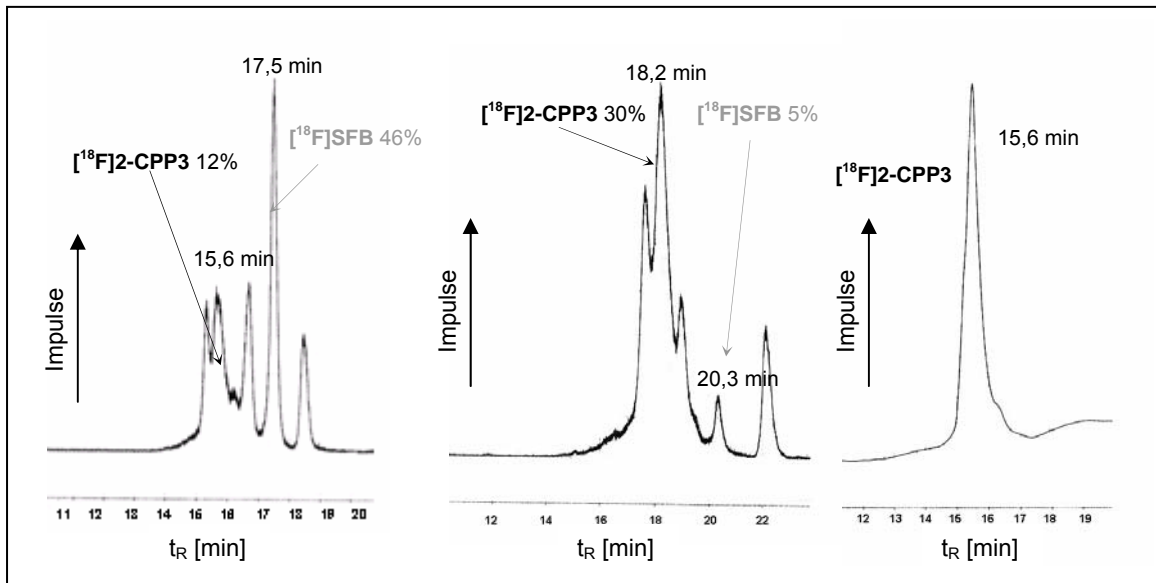 17,5 min
[¹⁸F]SFB 46%
[¹⁸F]2-CPP3 12%
15,6 min
Impulse
11 12 13 14 15 16 17 18 19 20
tR [min]
18,2 min
[¹⁸F]2-CPP3 30%
[¹⁸F]SFB 5%
20,3 min
Impulse
12 14 16 18 20 22
tR [min]
15,6 min
[¹⁸F]2-CPP3
Impulse
12 13 14 15 16 17 18 19
tR [min]